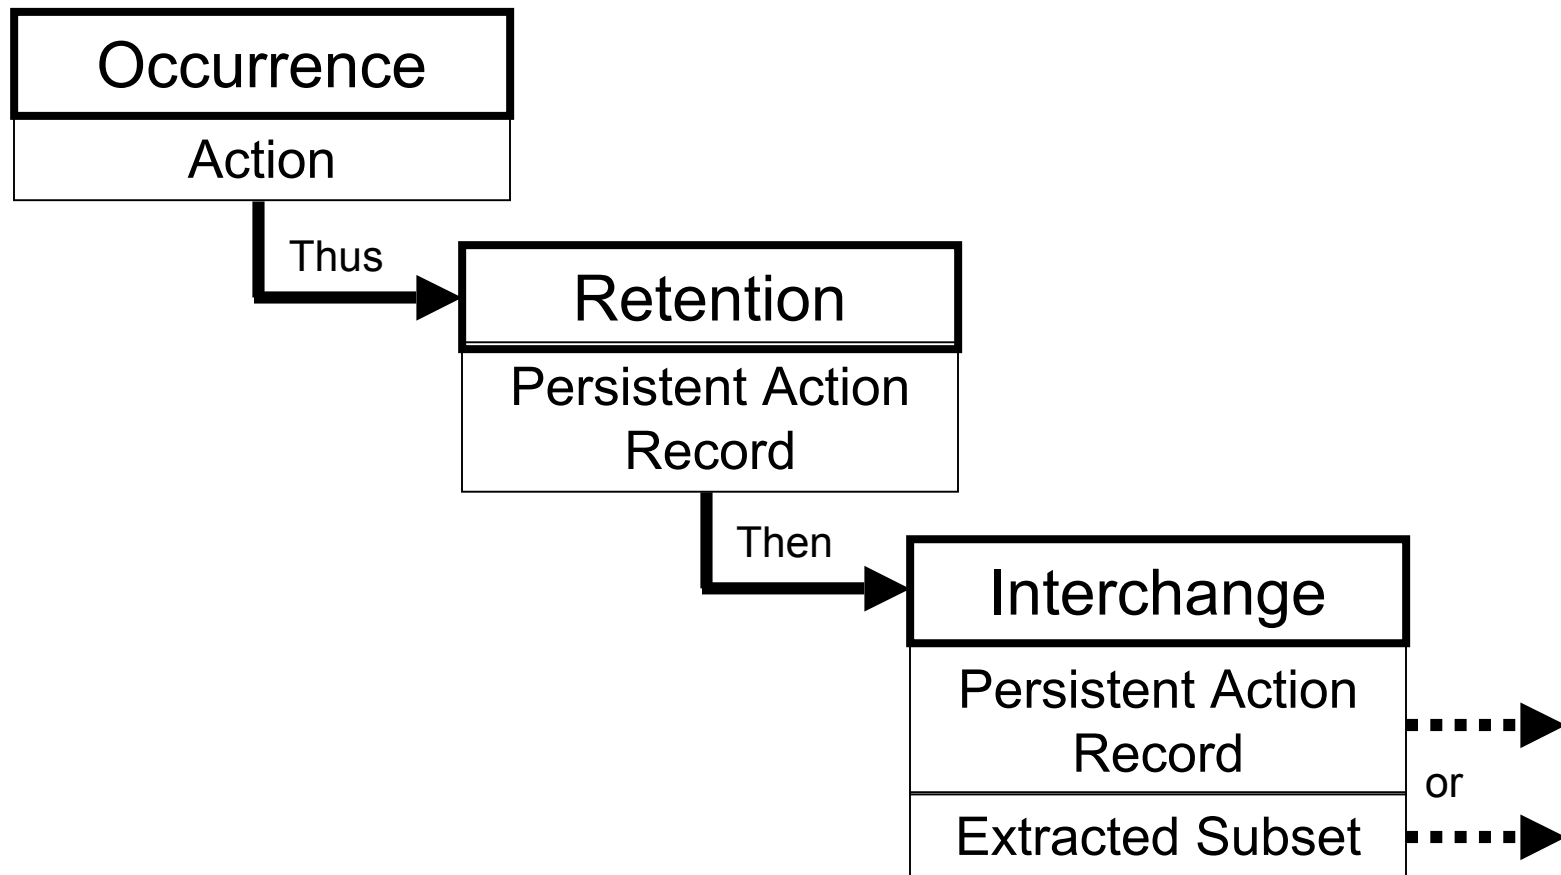 Occurrence
Action
Thus
Retention
Persistent Action
Record
Then
Interchange
Persistent Action
Record
or
Extracted Subset